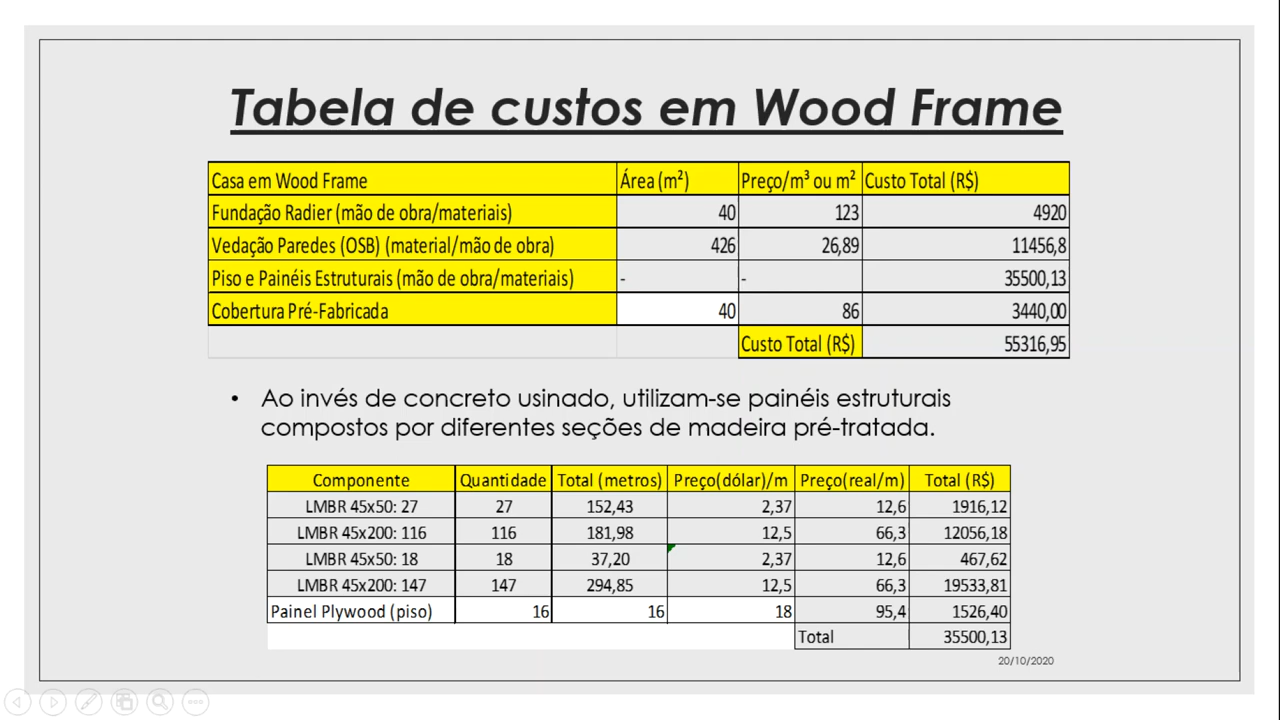 Tabela de custos em Wood Frame
Casa em Wood Frame Área (m²) Preço/m³ ou m² Custo Total (R$)
Fundação Radier (mão de obra/materiais) 40 123 4920
Vedação Paredes (OSB) (material/mão de obra) 426 26,89 11456,8
Piso e Painéis Estruturais (mão de obra/materiais) - - 35500,13
Cobertura Pré-Fabricada 40 86 3440,00
Custo Total (R$) 55316,95
• Ao invés de concreto usinado, utilizam-se painéis estruturais
compostos por diferentes seções de madeira pré-tratada.
Componente Quantidade Total (metros) Preço(dólar)/m Preço(real/m) Total (R$)
LMBR 45x50: 27 27 152,43 2,37 12,6 1916,12
LMBR 45x200: 116 116 181,98 12,5 66,3 12056,18
LMBR 45x50: 18 18 37,20 2,37 12,6 467,62
LMBR 45x200: 147 147 294,85 12,5 66,3 19533,81
Painel Plywood (piso) 16 16 18 95,4 1526,40
Total 35500,13
20/10/2020